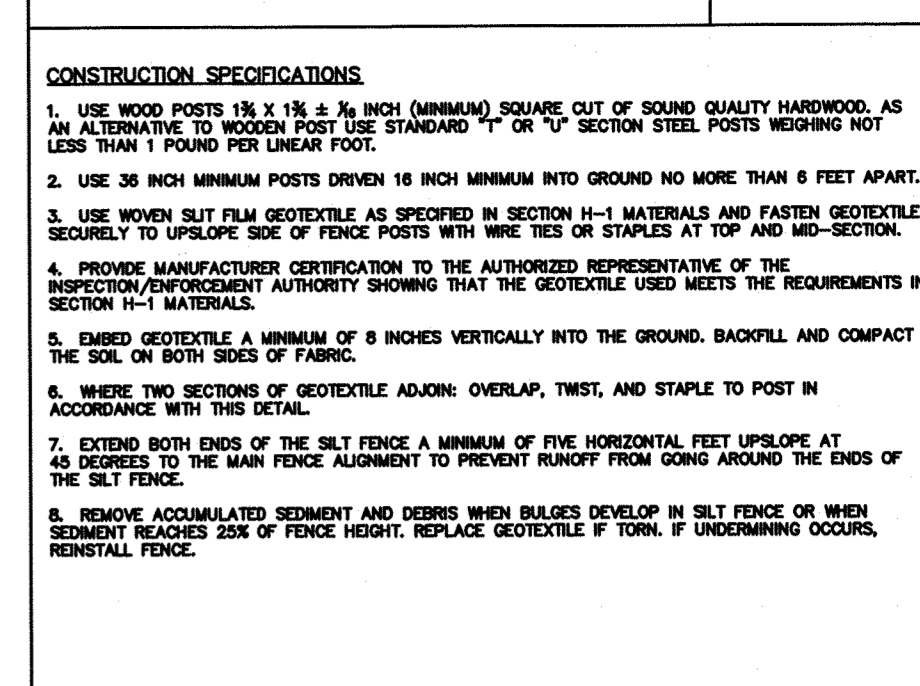 CONSTRUCTION SPECIFICATIONS
1. USE WOOD POSTS 1¾ X 1¾ ± 1/16 INCH (MINIMUM) SQUARE CUT OF SOUND QUALITY HARDWOOD. AS
AN ALTERNATIVE TO WOODEN POST USE STANDARD "T" OR "U" SECTION STEEL POSTS WEIGHING NOT
LESS THAN 1 POUND PER LINEAR FOOT.
2. USE 36 INCH MINIMUM POSTS DRIVEN 16 INCH MINIMUM INTO GROUND NO MORE THAN 6 FEET APART.
3. USE WOVEN SLIT FILM GEOTEXTILE AS SPECIFIED IN SECTION H-1 MATERIALS AND FASTEN GEOTEXTILE
SECURELY TO UPSLOPE SIDE OF FENCE POSTS WITH WIRE TIES OR STAPLES AT TOP AND MID-SECTION.
4. PROVIDE MANUFACTURER CERTIFICATION TO THE AUTHORIZED REPRESENTATIVE OF THE
INSPECTION/ENFORCEMENT AUTHORITY SHOWING THAT THE GEOTEXTILE USED MEETS THE REQUIREMENTS IN
SECTION H-1 MATERIALS.
5. EMBED GEOTEXTILE A MINIMUM OF 8 INCHES VERTICALLY INTO THE GROUND. BACKFILL AND COMPACT
THE SOIL ON BOTH SIDES OF FABRIC.
6. WHERE TWO SECTIONS OF GEOTEXTILE ADJOIN: OVERLAP, TWIST, AND STAPLE TO POST IN
ACCORDANCE WITH THIS DETAIL.
7. EXTEND BOTH ENDS OF THE SILT FENCE A MINIMUM OF FIVE HORIZONTAL FEET UPSLOPE AT
45 DEGREES TO THE MAIN FENCE ALIGNMENT TO PREVENT RUNOFF FROM GOING AROUND THE ENDS OF
THE SILT FENCE.
8. REMOVE ACCUMULATED SEDIMENT AND DEBRIS WHEN BULGES DEVELOP IN SILT FENCE OR WHEN
SEDIMENT REACHES 25% OF FENCE HEIGHT. REPLACE GEOTEXTILE IF TORN. IF UNDERMINING OCCURS,
REINSTALL FENCE.